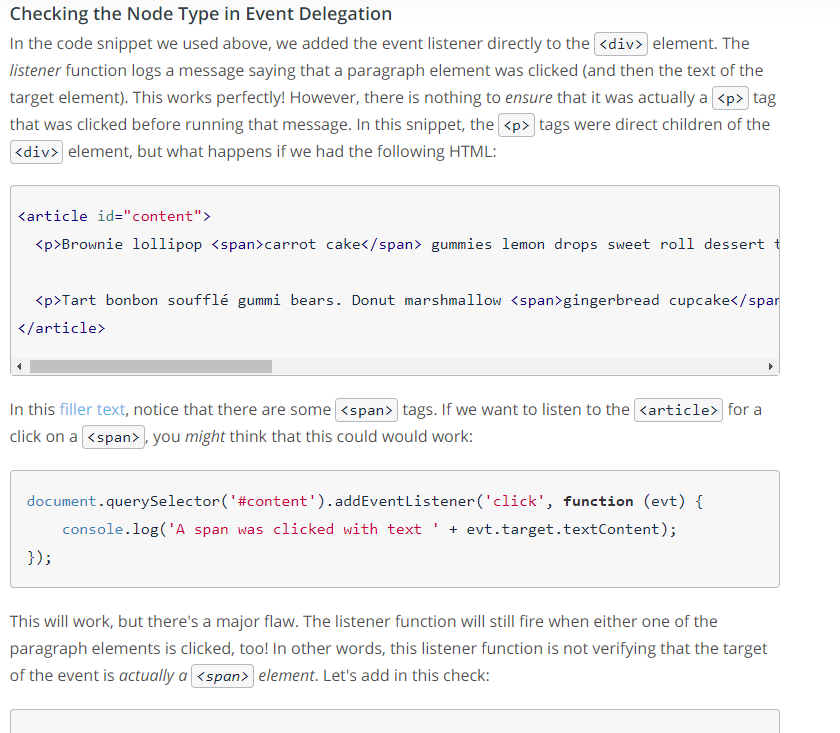 Checking the Node Type in Event Delegation
In the code snippet we used above, we added the event listener directly to the <div> element. The
listener function logs a message saying that a paragraph element was clicked (and then the text of the
target element). This works perfectly! However, there is nothing to ensure that it was actually a <p> tag
that was clicked before running that message. In this snippet, the <p> tags were direct children of the
<div> element, but what happens if we had the following HTML:
<article id="content">
<p>Brownie lollipop <span>carrot cake</span> gummies lemon drops sweet roll dessert
<p>Tart bonbon soufflé gummi bears. Donut marshmallow <span>gingerbread cupcake</span
</article>
In this filler text, notice that there are some <span> tags. If we want to listen to the <article> for a
click on a <span>, you might think that this could would work:
document.querySelector('#content').addEventListener('click', function (evt) {
console.log('A span was clicked with text ' + evt.target.textContent);
});
This will work, but there's a major flaw. The listener function will still fire when either one of the
paragraph elements is clicked, too! In other words, this listener function is not verifying that the target
of the event is actually a <span> element. Let's add in this check: